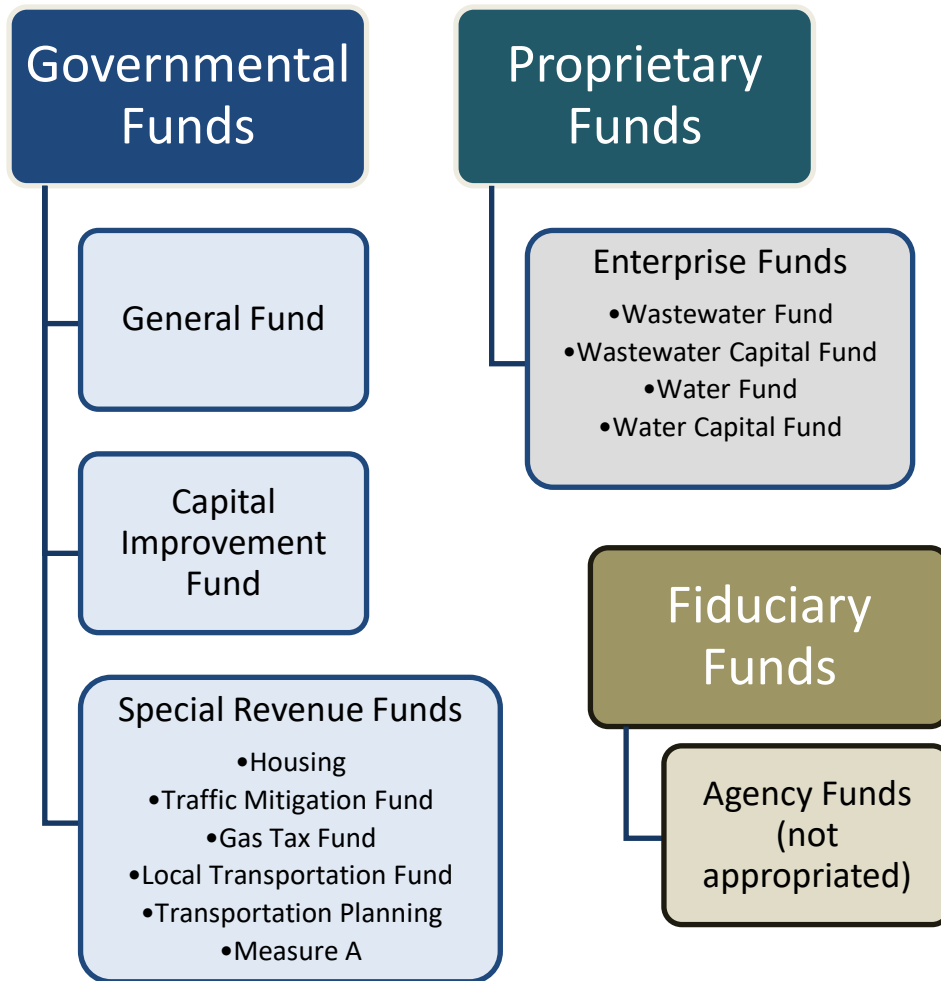 Governmental
Funds
General Fund
Capital
Improvement
Fund
Special Revenue Funds
•Housing
•Traffic Mitigation Fund
•Gas Tax Fund
•Local Transportation Fund
•Transportation Planning
•Measure A
Proprietary
Funds
Enterprise Funds
•Wastewater Fund
•Wastewater Capital Fund
•Water Fund
•Water Capital Fund
Fiduciary
Funds
Agency Funds
(not
appropriated)